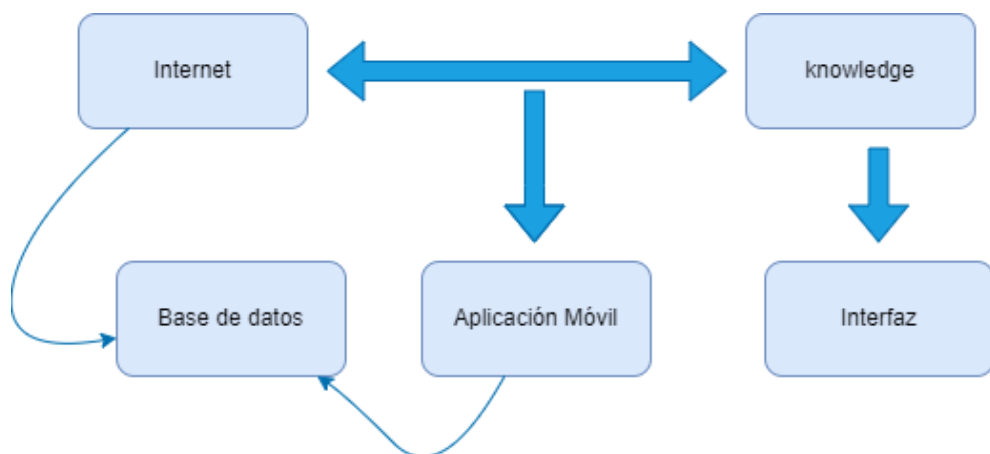 Internet
knowledge
Base de datos
Aplicación Móvil
Interfaz